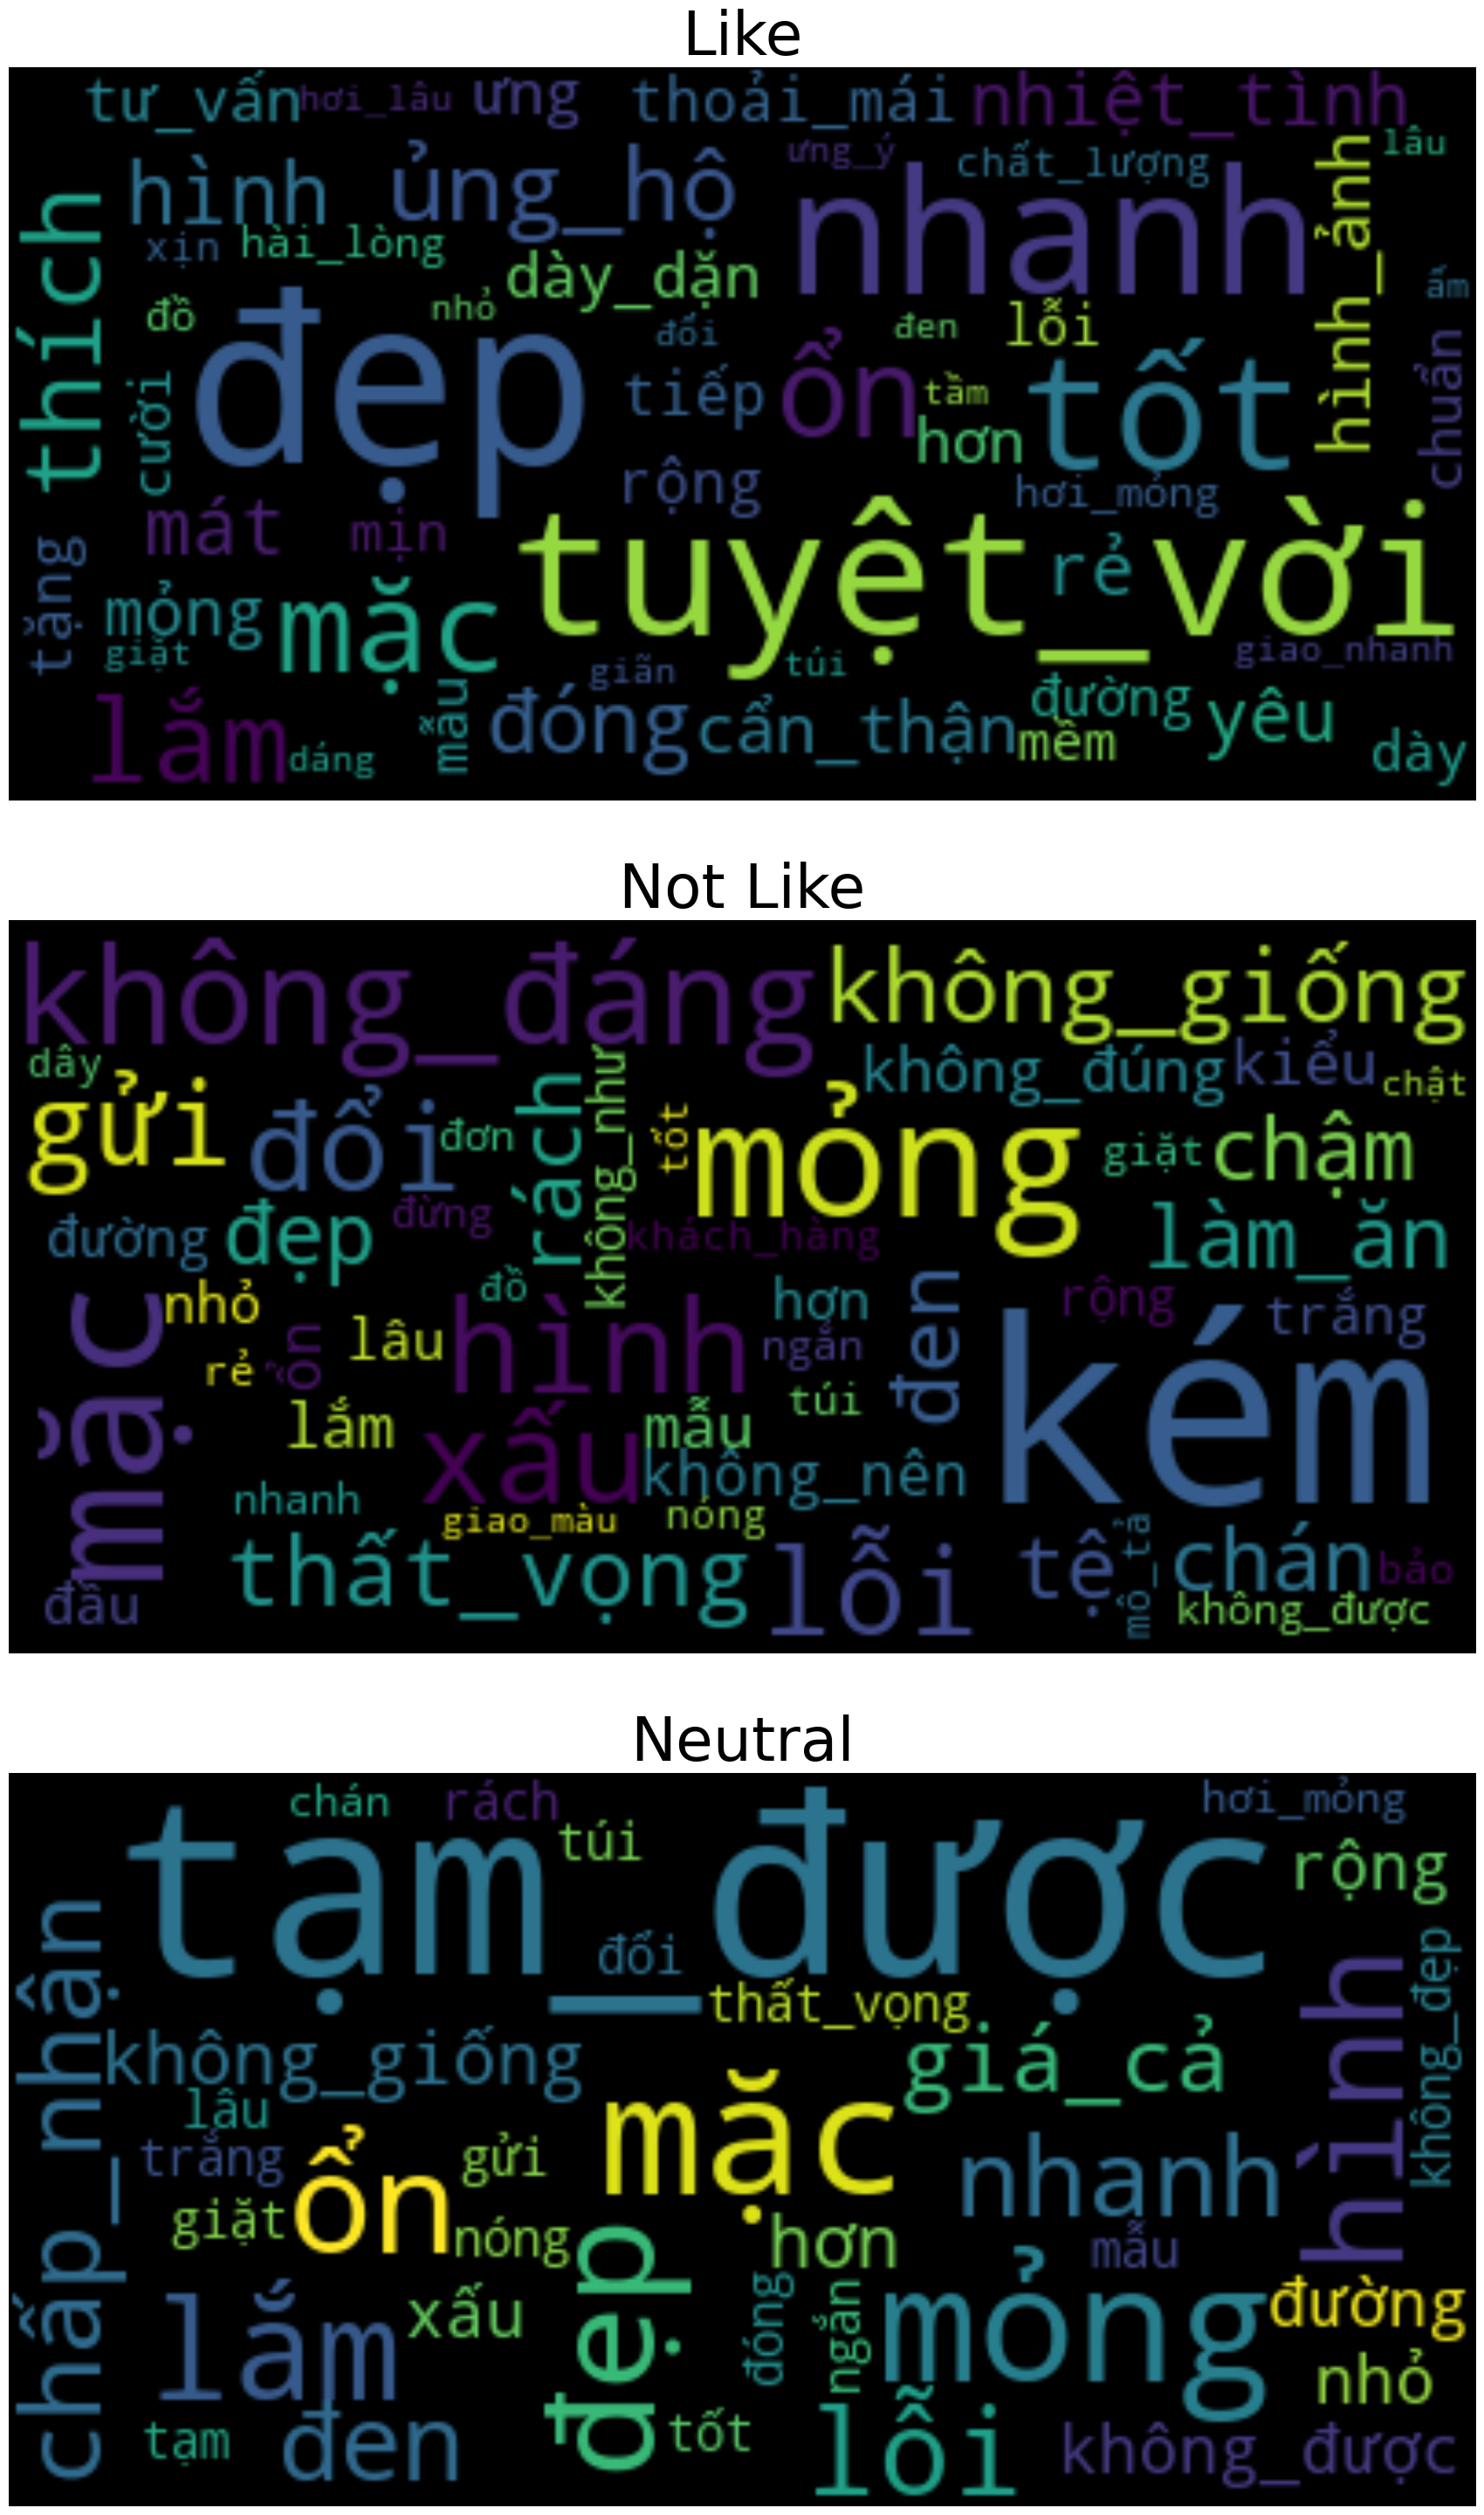 Like
tư_vấn hơi_lâu ưng thoải_mái nhiệt_tình
ưng_ý chất_lượng lâu
hình ủng_hộ nhanh hình_ảnh
thích xịn hài_lòng dày_dặn ấm
đồ nhỏ đổi đen lỗi
đẹp tiếp ổn tầm tốt chuẩn
cười hơn
rộng hơi_mỏng
mát mịn tuyệt_vời rẻ
tặng mỏng mặc
giặt giãn túi giao_nhanh
lắm mẫu đóng cẩn_thận đường yêu
dáng mềm dày
Not Like
không_đáng không_giống
dây không_đúng kiểu chật
gửi đổi đơn rách không_như tốt mỏng giặt chậm
đường đẹp đừng khách_hàng làm_ăn
nhỏ đồ hơn đen rộng trắng
mặc rẻ ổn lâu hình ngắn kém
lắm xấu mẫu túi
nhanh không_nên
giao_màu nóng
thất_vọng lỗi tệ mô_tả chán bảo
đầu không_được
Neutral
chán rách hơi_mỏng
tạm_được túi rộng
đổi
thất_vọng
chấp_nhận không_giống giá_cả hình không_đẹp
lâu mặc
trắng ổn gửi nhanh
giặt nóng hơn mẫu
lắm xấu đẹp đóng ngắn mỏng đường
nhỏ
tạm đen tốt lỗi không_được